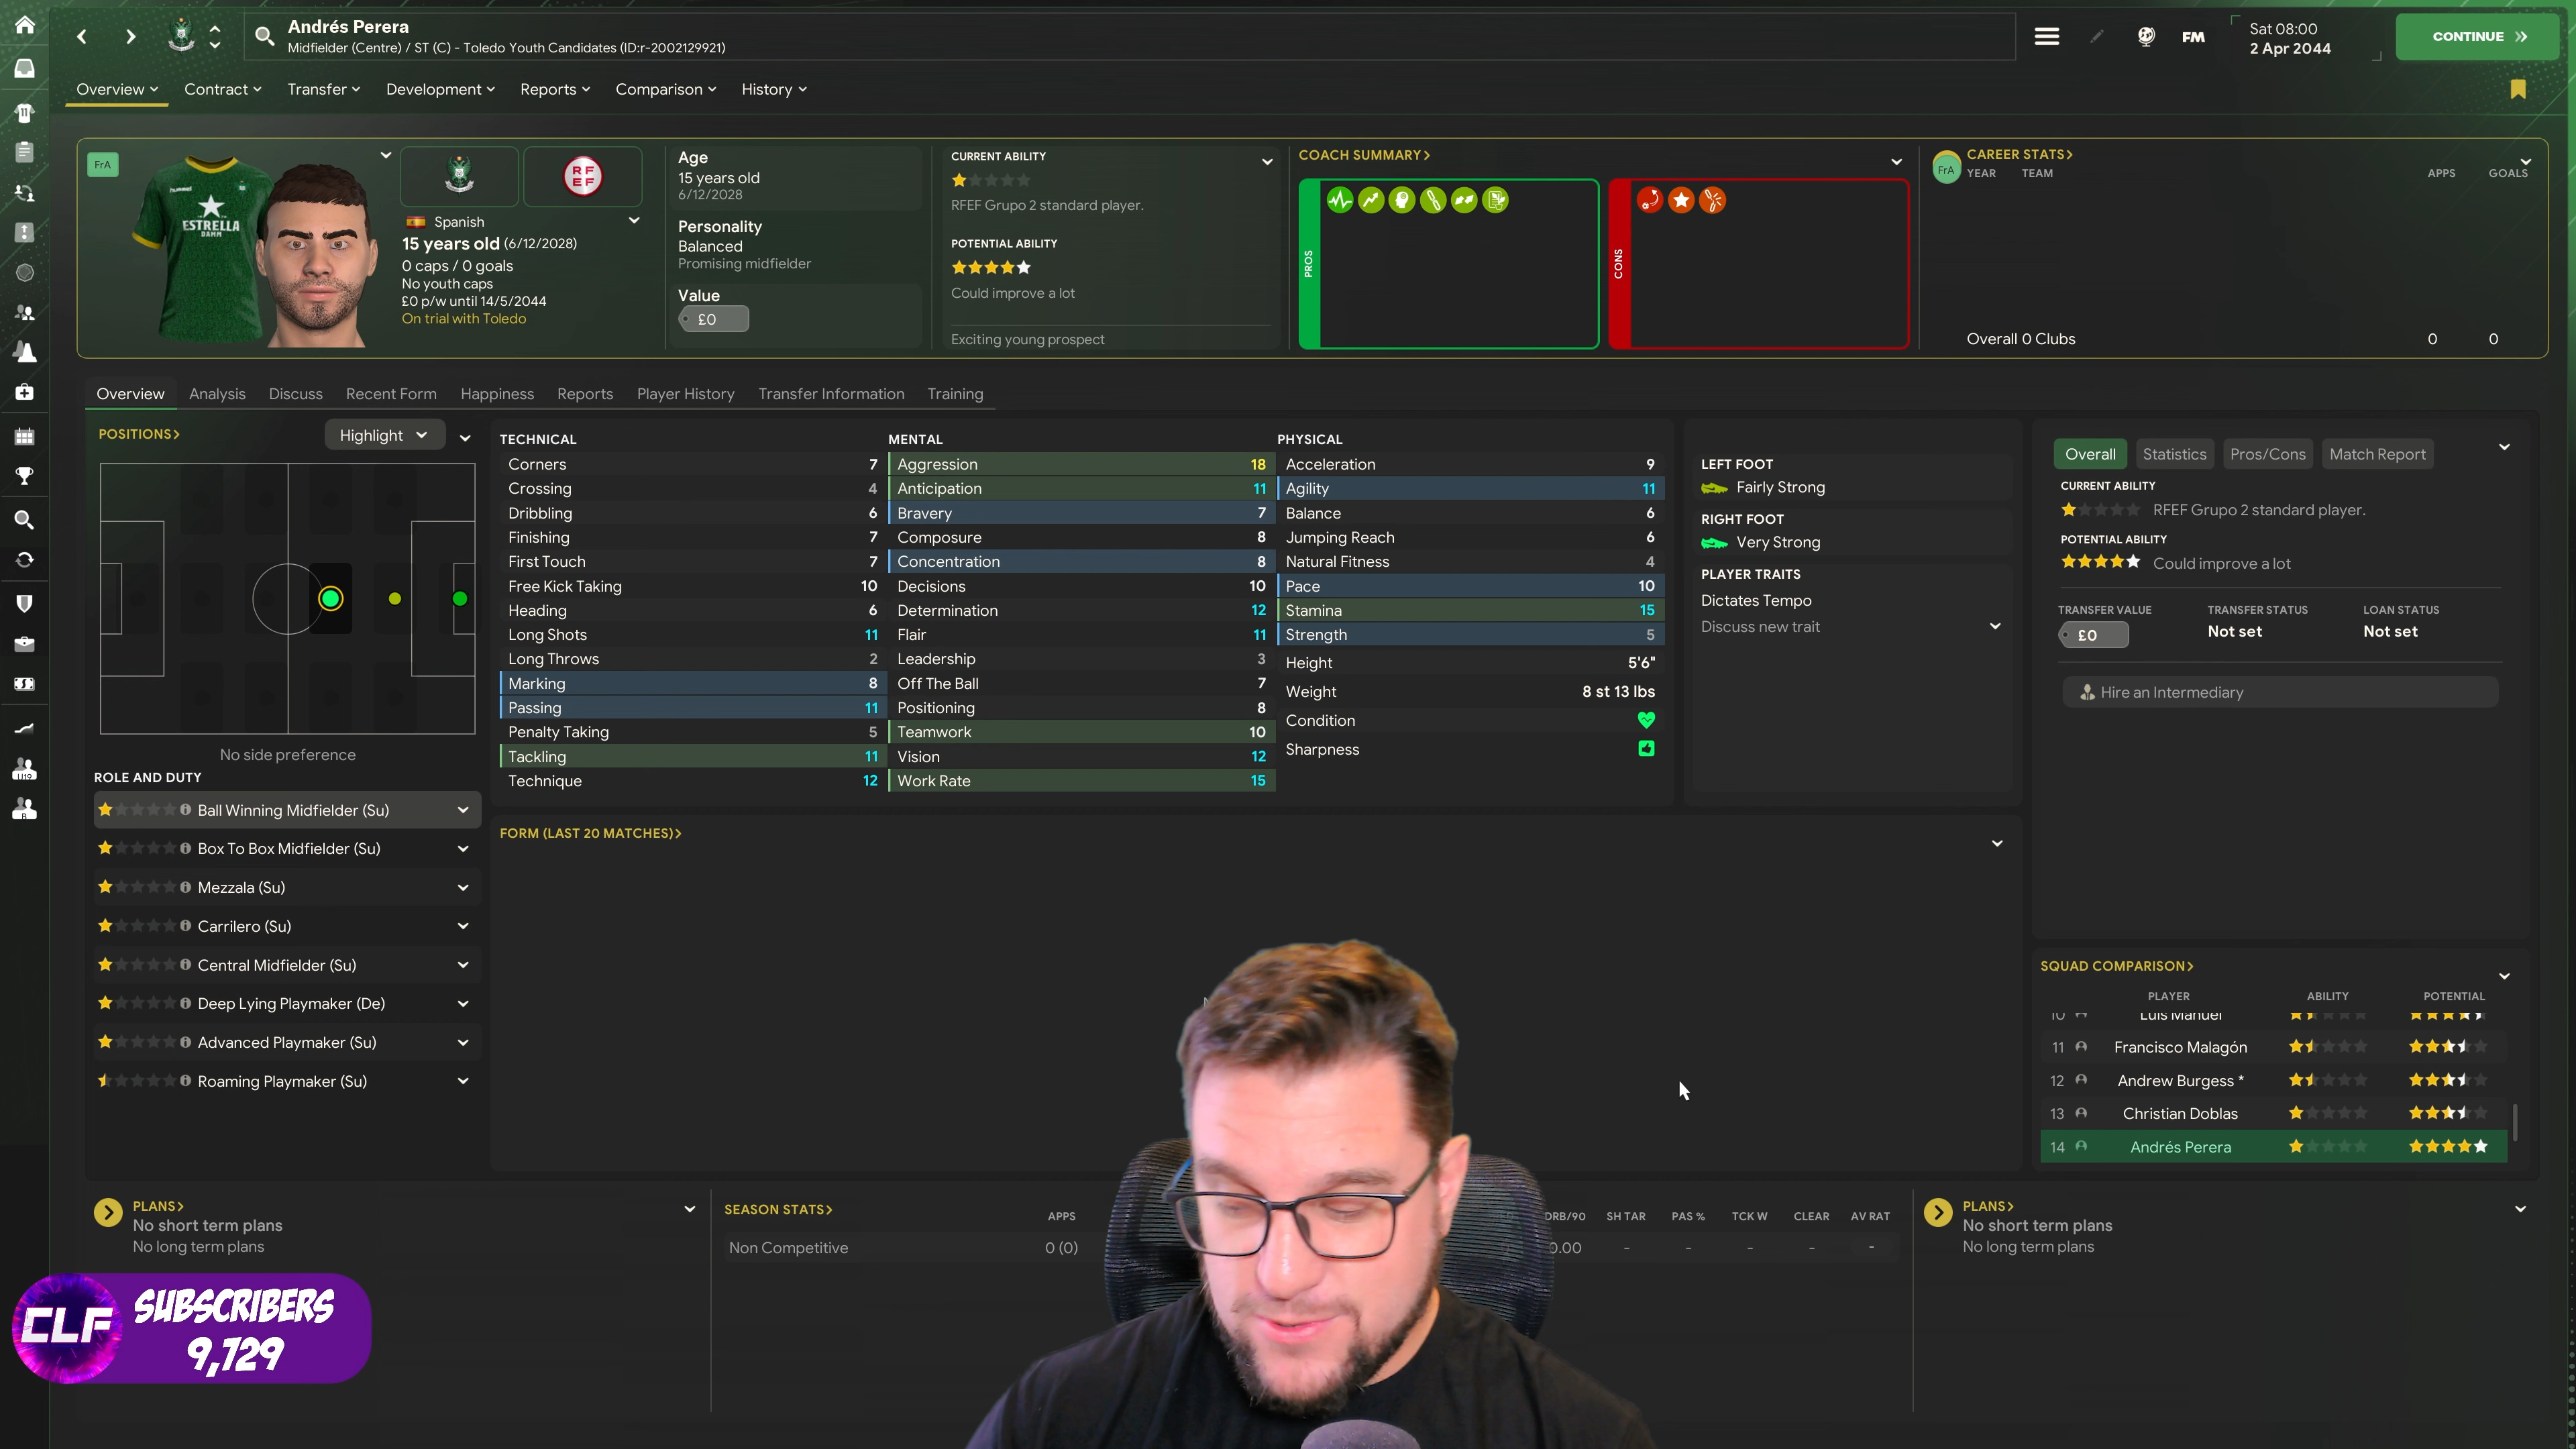 Andrés Perera
Midfielder (Centre) / ST (C) - Toledo Youth Candidates (ID:r-2002129921)
FM
Sat 08:00
2 Apr 2044
CONTINUE
Overview
Contract
Transfer
Development
Reports
Comparison
History
FrA
hummel
ESTRELLA
DAMM
RF
EF
Spanish
15 years old (6/12/2028)
0 caps / 0 goals
No youth caps
£0 p/w until 14/5/2044
On trial with Toledo
Age
15 years old
6/12/2028
Personality
Balanced
Promising midfielder
Value
£0
CURRENT ABILITY
RFEF Grupo 2 standard player.
POTENTIAL ABILITY
Could improve a lot
Exciting young prospect
COACH SUMMARY
PROS
CONS
FrA
CAREER STATS
YEAR TEAM APPS GOALS
Overall 0 Clubs 0 0
Overview Analysis Discuss Recent Form Happiness Reports Player History Transfer Information Training
POSITIONS
Highlight
No side preference
ROLE AND DUTY
Ball Winning Midfielder (Su)
Box To Box Midfielder (Su)
Mezzala (Su)
Carrilero (Su)
Central Midfielder (Su)
Deep Lying Playmaker (De)
Advanced Playmaker (Su)
Roaming Playmaker (Su)
TECHNICAL
Corners 7
Crossing 4
Dribbling 6
Finishing 7
First Touch 7
Free Kick Taking 10
Heading 6
Long Shots 11
Long Throws 2
Marking 8
Passing 11
Penalty Taking 5
Tackling 11
Technique 12
MENTAL
Aggression 18
Anticipation 11
Bravery 7
Composure 8
Concentration 8
Decisions 10
Determination 12
Flair 11
Leadership 3
Off The Ball 7
Positioning 8
Teamwork 10
Vision 12
Work Rate 15
PHYSICAL
Acceleration 9
Agility 11
Balance 6
Jumping Reach 6
Natural Fitness 4
Pace 10
Stamina 15
Strength 5
Height 5'6"
Weight 8 st 13 lbs
Condition
Sharpness
LEFT FOOT
Fairly Strong
RIGHT FOOT
Very Strong
PLAYER TRAITS
Dictates Tempo
Discuss new trait
Overall Statistics Pros/Cons Match Report
CURRENT ABILITY
RFEF Grupo 2 standard player.
POTENTIAL ABILITY
Could improve a lot
TRANSFER VALUE TRANSFER STATUS LOAN STATUS
£0 Not set Not set
Hire an Intermediary
FORM (LAST 20 MATCHES)
SQUAD COMPARISON
PLAYER ABILITY POTENTIAL
10 Luis Manuel
11 Francisco Malagón
12 Andrew Burgess *
13 Christian Doblas
14 Andrés Perera
PLANS
No short term plans
No long term plans
SEASON STATS
APPS DRB/90 SH TAR PAS % TCK W CLEAR AV RAT
Non Competitive 0 (0) 0.00 - - - - -
PLANS
No short term plans
No long term plans
CLF
SUBSCRIBERS
9,729
11
U19
B